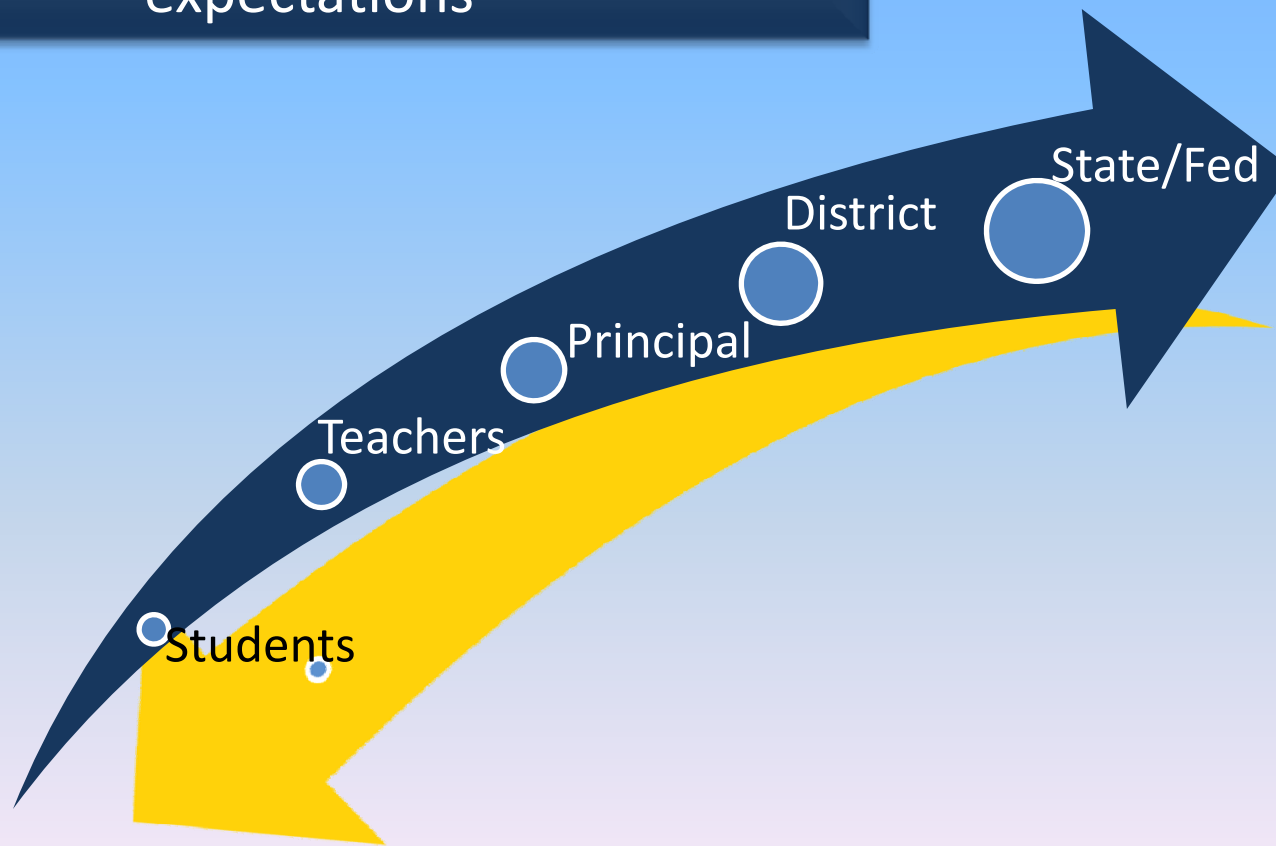 expectations
State/Fed
District
Principal
Teachers
Students